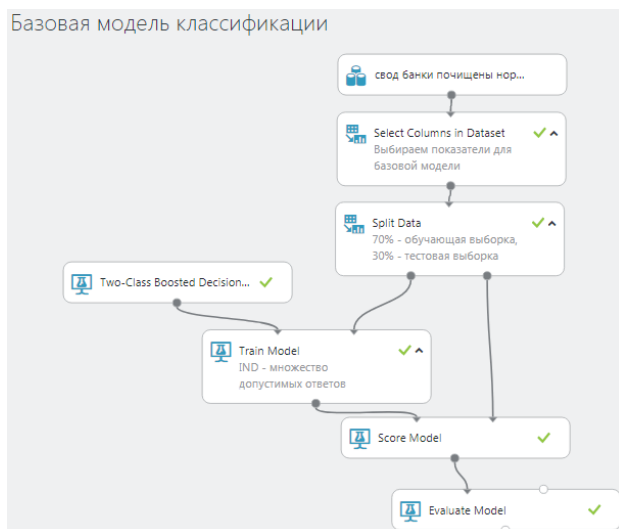 Базовая модель классификации
свод банки почищены нор...
Select Columns in Dataset
Выбираем показатели для
базовой модели
Split Data
70% - обучающая выборка,
30% - тестовая выборка
Two-Class Boosted Decision...
Train Model
IND - множество
допустимых ответов
Score Model
Evaluate Model